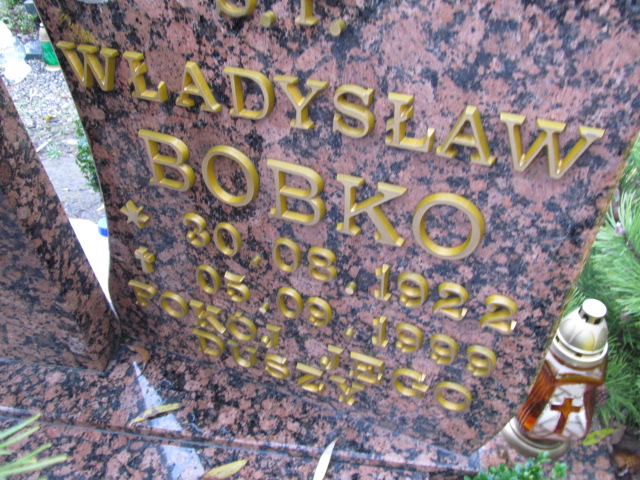 Ś.P.
WŁADYSŁAW
BOBKO
* 30.08.1922
† 05.09.1999
POKÓJ JEGO
DUSZY